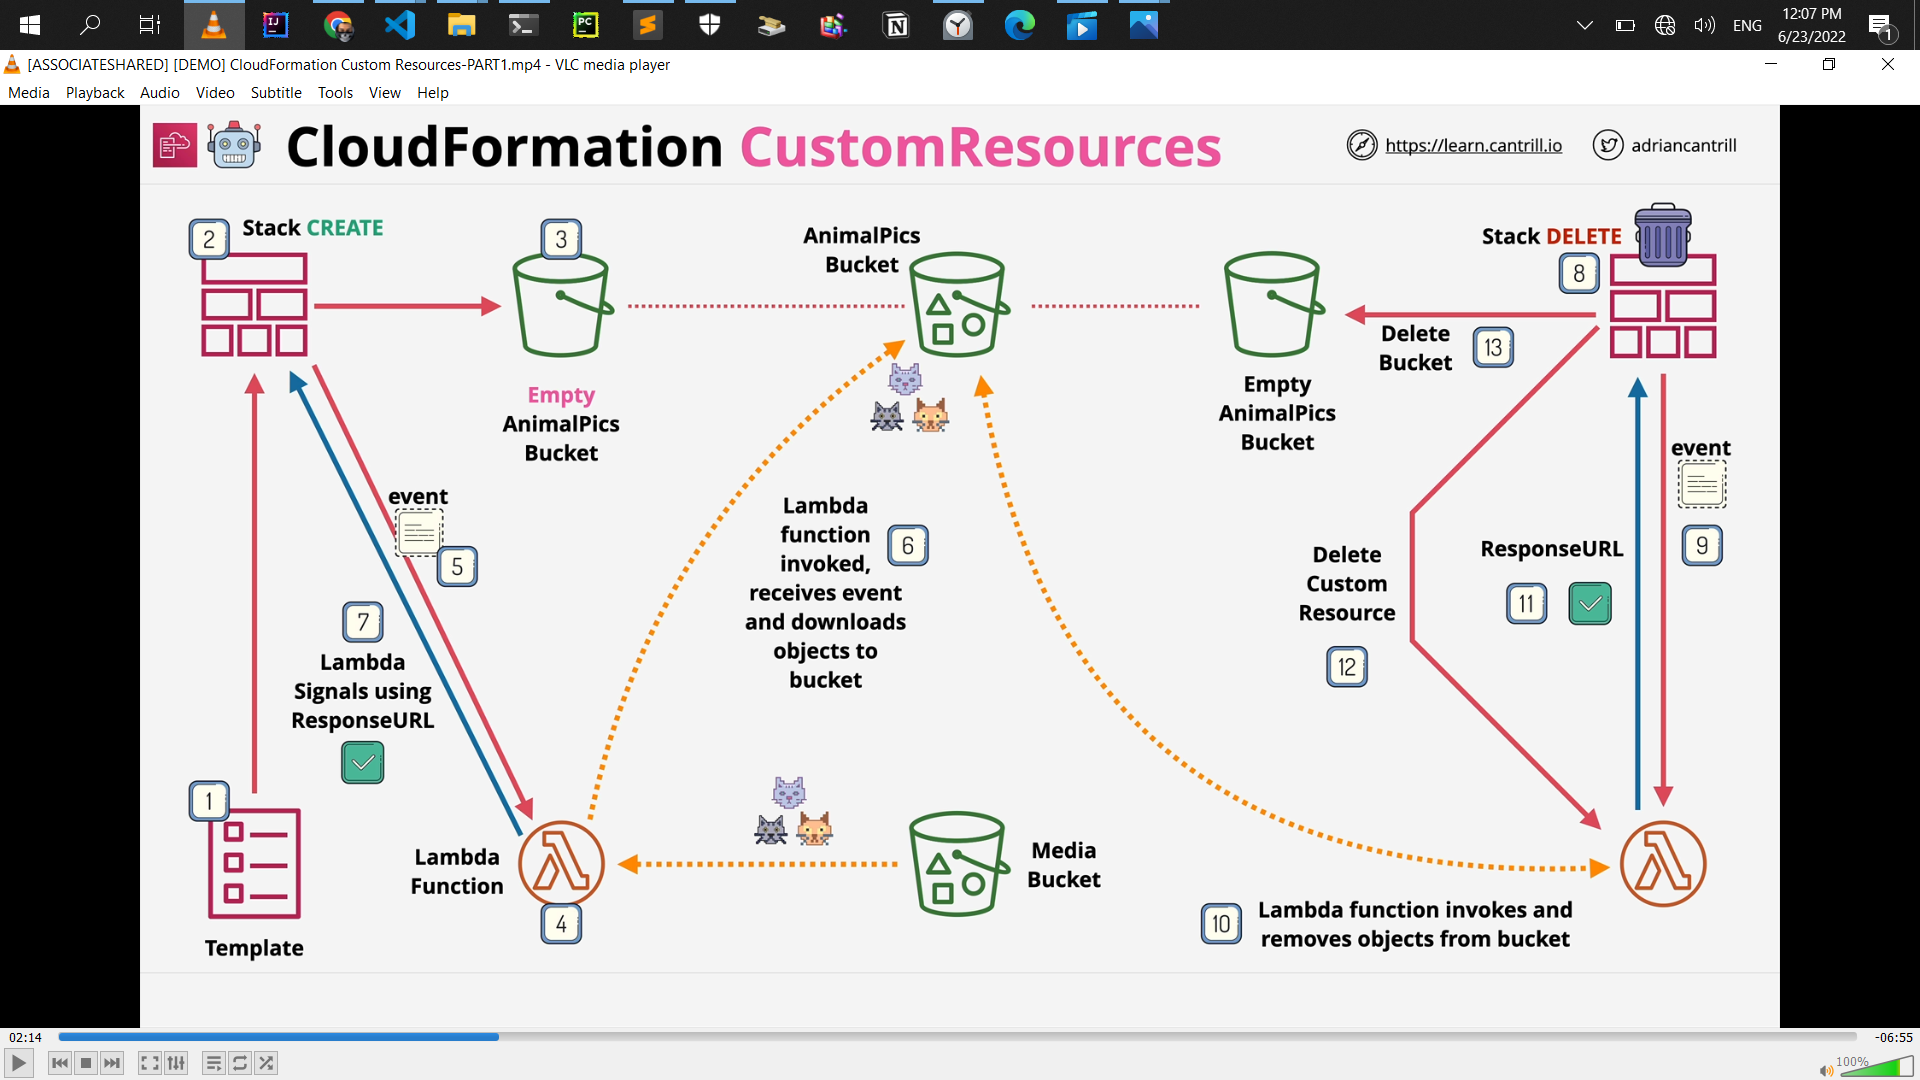 ENG
12:07 PM
6/23/2022
1
IJ
PC
[ASSOCIATESHARED] [DEMO] CloudFormation Custom Resources-PART1.mp4 - VLC media player
Media Playback Audio Video Subtitle Tools View Help
CloudFormation CustomResources
https://learn.cantrill.io
adriancantrill
2
Stack CREATE
3
Empty
AnimalPics
Bucket
AnimalPics
Bucket
Stack DELETE
8
Delete
Bucket
13
Empty
AnimalPics
Bucket
event
5
event
9
7
Lambda
Signals using
ResponseURL
Lambda
function
invoked,
receives event
and downloads
objects to
bucket
6
Delete
Custom
Resource
12
ResponseURL
11
1
Template
Lambda
Function
4
Media
Bucket
10
Lambda function invokes and
removes objects from bucket
02:14
-06:55
100%